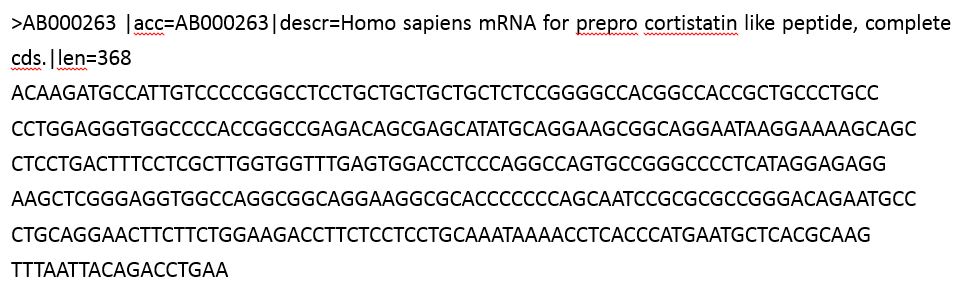 >AB000263 |acc=AB000263|descr=Homo sapiens mRNA for prepro cortistatin like peptide, complete
cds.|len=368
ACAAGATGCCATTGTCCCCCGGCCTCCTGCTGCTGCTGCTCTCCGGGGCCACGGCCACCGCTGCCCTGCC
CCTGGAGGGTGGCCCCACCGGCCGAGACAGCGAGCATATGCAGGAAGCGGCAGGAATAAGGAAAAGCAGC
CTCCTGACTTTCCTCGCTTGGTGGTTTGAGTGGACCTCCCAGGCCAGTGCCGGGCCCCTCATAGGAGAGG
AAGCTCGGGAGGTGGCCAGGCGGCAGGAAGGCGCACCCCCCCAGCAATCCGCGCGCCGGGACAGAATGCC
CTGCAGGAACTTCTTCTGGAAGACCTTCTCCTCCTGCAAATAAAACCTCACCCATGAATGCTCACGCAAG
TTTAATTACAGACCTGAA